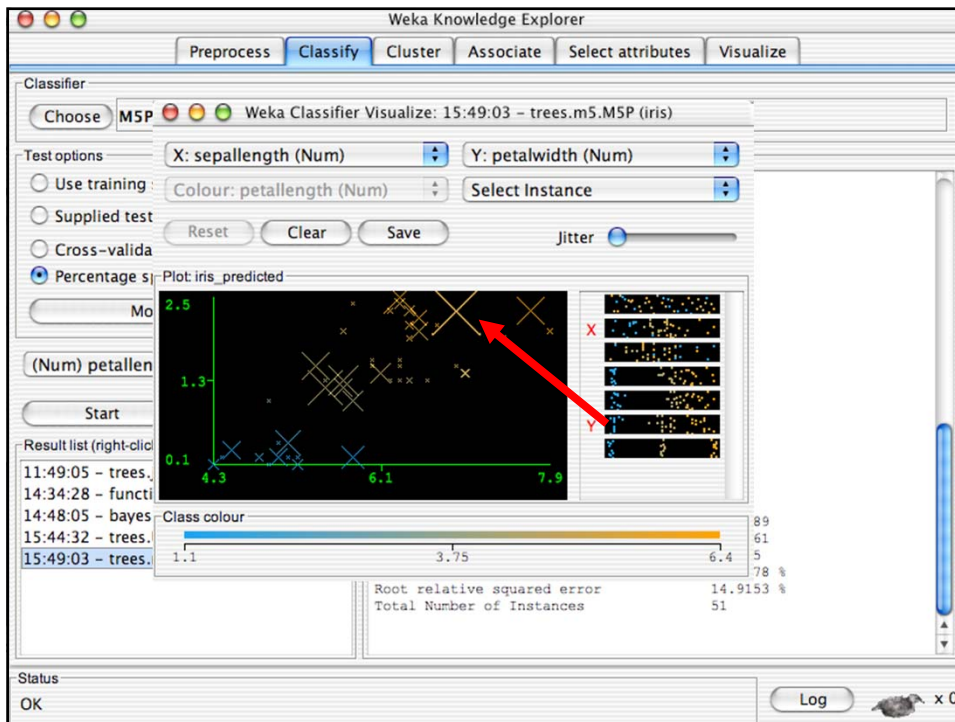 Weka Knowledge Explorer
Preprocess Classify Cluster Associate Select attributes Visualize
Classifier
Choose M5P
Weka Classifier Visualize: 15:49:03 – trees.m5.M5P (iris)
Test options
X: sepallength (Num) Y: petalwidth (Num)
Use training
Colour: petallength (Num) Select Instance
Supplied test
Reset Clear Save Jitter
Cross-valida
Percentage sp
Plot: iris_predicted
Mo
2.5
X
(Num) petallen
1.3
Start
Y
Result list (right-clic
0.1
4.3 6.1 7.9
11:49:05 – trees.
14:34:28 – functi
14:48:05 – bayes
Class colour
89
15:44:32 – trees.
61
15:49:03 – trees.
1.1 3.75 6.4
5
78 %
Root relative squared error 14.9153 %
Total Number of Instances 51
Status
OK
Log x 0